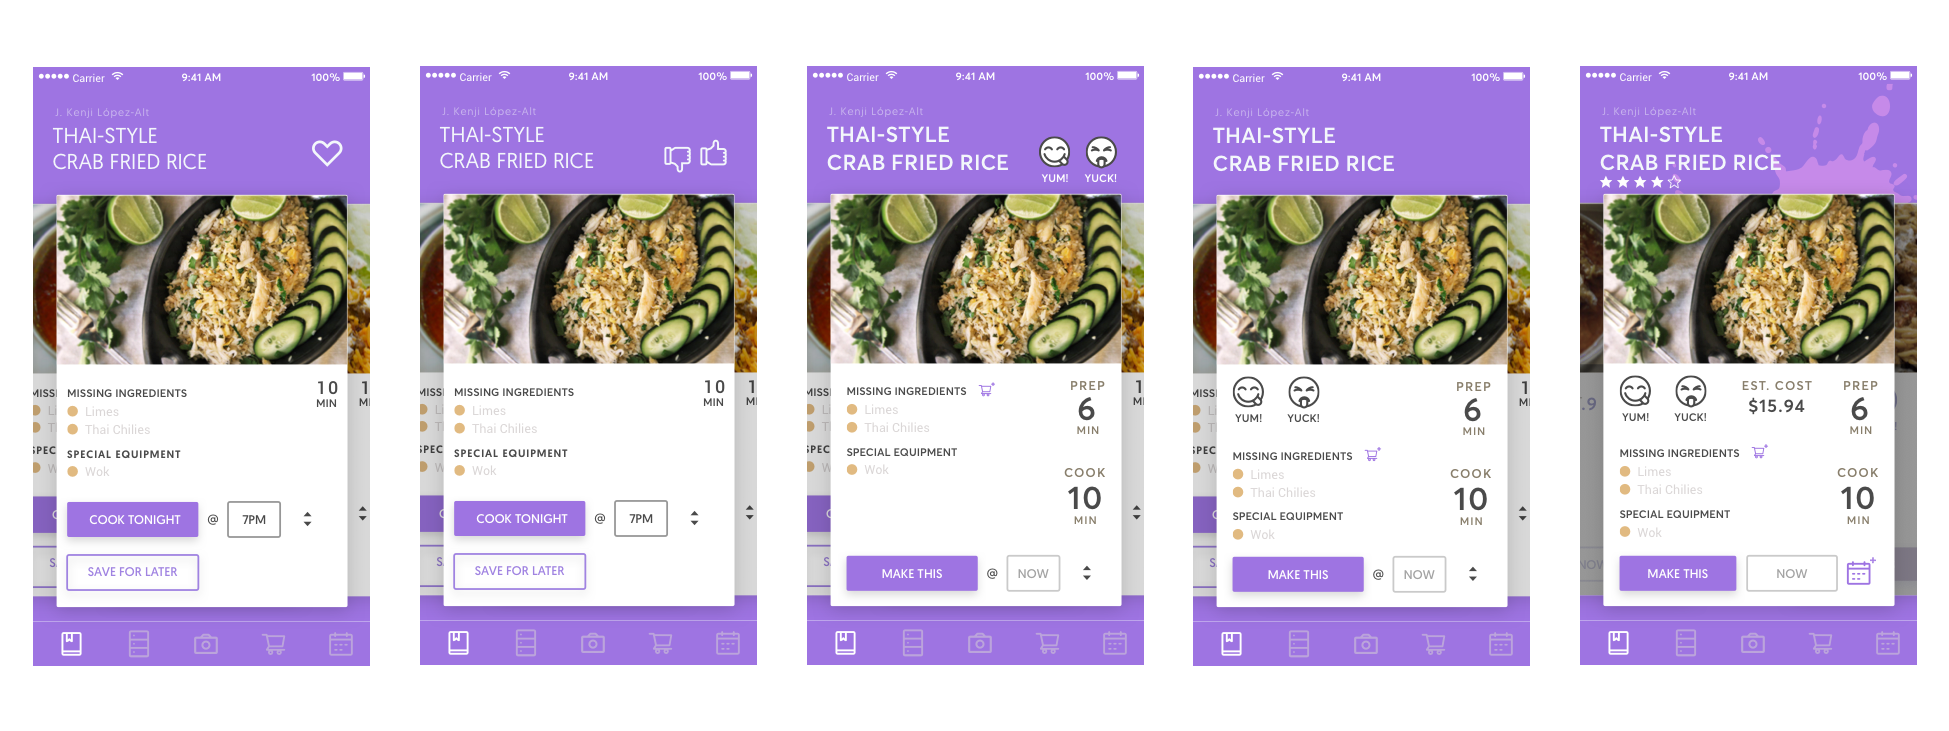 Carrier
9:41 AM
100%
J. Kenji López-Alt
THAI-STYLE
CRAB FRIED RICE
MISSING INGREDIENTS
Limes
Thai Chilies
SPECIAL EQUIPMENT
Wok
10
MIN
COOK TONIGHT @ 7PM
SAVE FOR LATER
Carrier
9:41 AM
100%
J. Kenji López-Alt
THAI-STYLE
CRAB FRIED RICE
MISSING INGREDIENTS
Limes
Thai Chilies
SPECIAL EQUIPMENT
Wok
10
MIN
COOK TONIGHT @ 7PM
SAVE FOR LATER
Carrier
9:41 AM
100%
J. Kenji López-Alt
THAI-STYLE
CRAB FRIED RICE
YUM! YUCK!
MISSING INGREDIENTS
Limes
Thai Chilies
SPECIAL EQUIPMENT
Wok
PREP
6
MIN
COOK
10
MIN
MAKE THIS @ NOW
Carrier
9:41 AM
100%
J. Kenji López-Alt
THAI-STYLE
CRAB FRIED RICE
YUM! YUCK!
PREP
6
MIN
MISSING INGREDIENTS
Limes
Thai Chilies
SPECIAL EQUIPMENT
Wok
COOK
10
MIN
MAKE THIS @ NOW
Carrier
9:41 AM
100%
J. Kenji López-Alt
THAI-STYLE
CRAB FRIED RICE
YUM! YUCK!
EST. COST
$15.94
PREP
6
MIN
MISSING INGREDIENTS
Limes
Thai Chilies
SPECIAL EQUIPMENT
Wok
COOK
10
MIN
MAKE THIS NOW